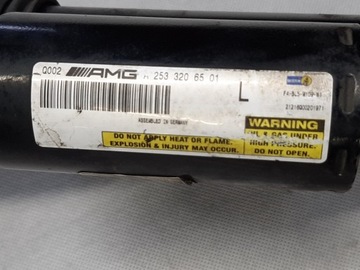 Q002 AMG A 253 320 65 01
L
ASSEMBLED IN GERMANY
WARNING
OIL & GAS UNDER
HIGH PRESSURE.
DO NOT OPEN.
DO NOT APPLY HEAT OR FLAME.
EXPLOSION & INJURY MAY OCCUR.